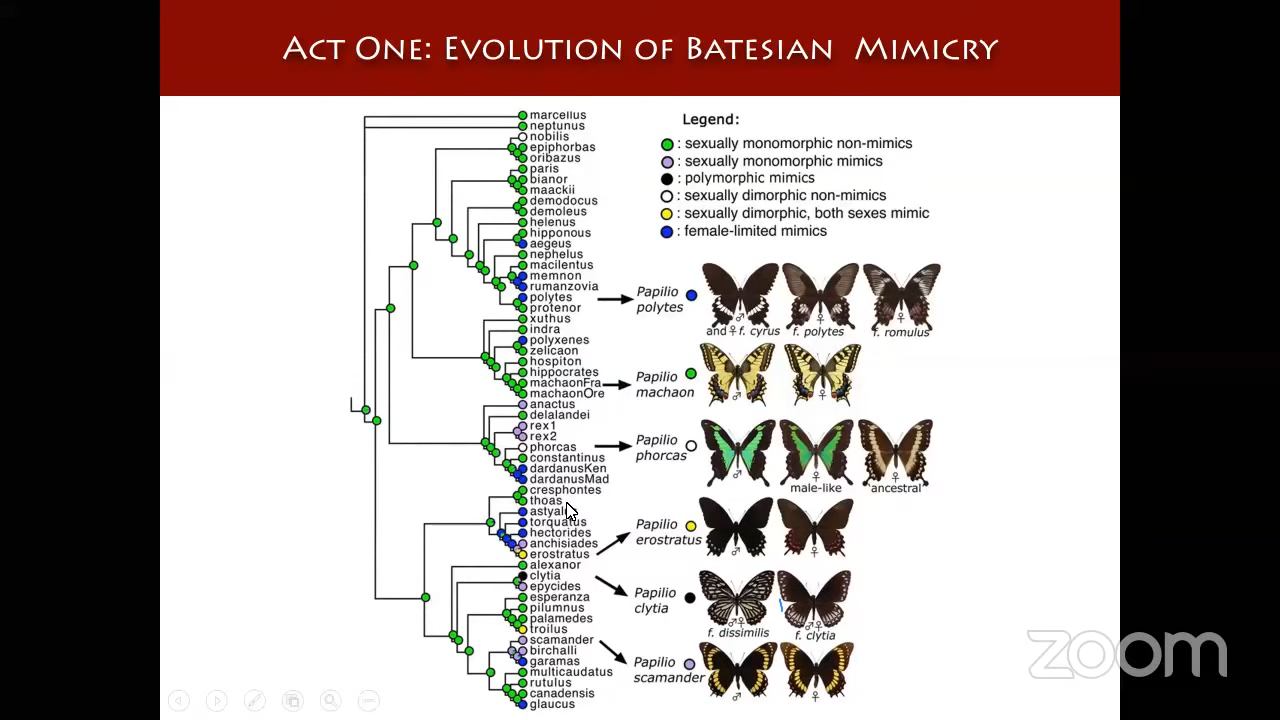 ACT ONE: EVOLUTION OF BATESIAN MIMICRY
marcellus
neptunus
nobilis
epiphorbas
oribazus
paris
bianor
maackii
demodocus
demoleus
helenus
hipponous
aegeus
nephelus
macilentus
memnon
rumanzovia
polytes
protenor
xuthus
indra
polyxenes
zelicaon
hospiton
hippocrates
machaonFra
machaonOre
anactus
delalandei
rex1
rex2
phorcas
constantinus
dardanusKen
dardanusMad
cresphontes
thoas
torquatus
hectorides
anchisiades
erostratus
alexanor
clytia
epycides
esperanza
pilumnus
palamedes
troilus
scamander
birchalli
garamas
multicaudatus
rutulus
canadensis
glaucus
Legend:
: sexually monomorphic non-mimics
: sexually monomorphic mimics
: polymorphic mimics
: sexually dimorphic non-mimics
: sexually dimorphic, both sexes mimic
: female-limited mimics
Papilio
polytes
♂
and ♀ f. cyrus
♀
f. polytes
♀
f. romulus
Papilio
machaon
♂
♀
Papilio
phorcas
♂
♀
male-like
♀
ancestral
Papilio
erostratus
♂
♀
Papilio
clytia
♂♀
f. dissimilis
♂♀
f. clytia
Papilio
scamander
♂
♀
zoom